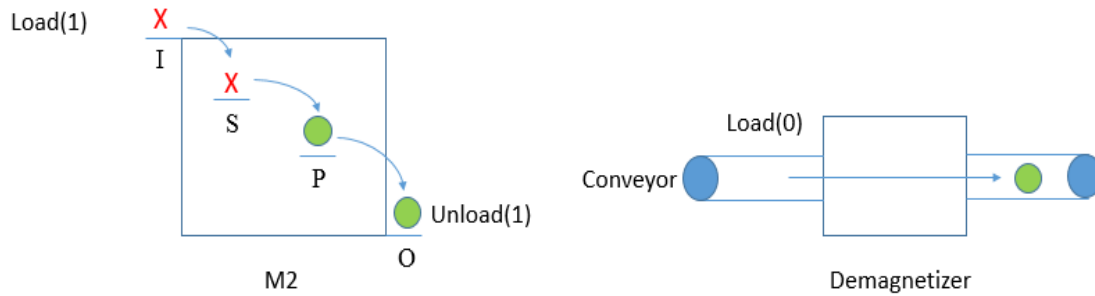 Load(1)
X
I
X
S
P
Unload(1)
O
M2
Load(0)
Conveyor
Demagnetizer